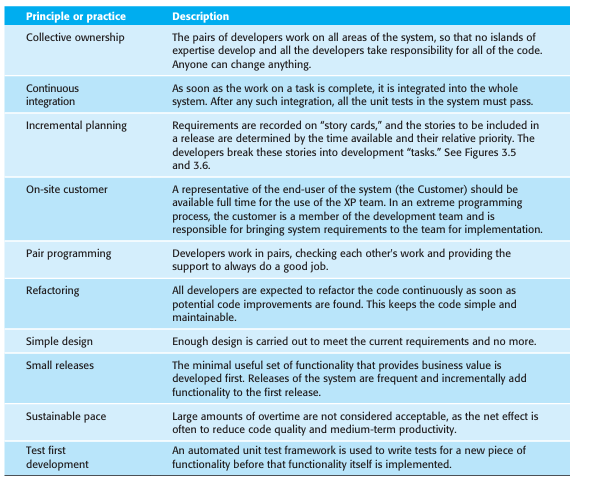 Principle or practice Description
Collective ownership The pairs of developers work on all areas of the system, so that no islands of
expertise develop and all the developers take responsibility for all of the code.
Anyone can change anything.
Continuous As soon as the work on a task is complete, it is integrated into the whole
integration system. After any such integration, all the unit tests in the system must pass.
Incremental planning Requirements are recorded on “story cards,” and the stories to be included in
a release are determined by the time available and their relative priority. The
developers break these stories into development “tasks.” See Figures 3.5
and 3.6.
On-site customer A representative of the end-user of the system (the Customer) should be
available full time for the use of the XP team. In an extreme programming
process, the customer is a member of the development team and is
responsible for bringing system requirements to the team for implementation.
Pair programming Developers work in pairs, checking each other's work and providing the
support to always do a good job.
Refactoring All developers are expected to refactor the code continuously as soon as
potential code improvements are found. This keeps the code simple and
maintainable.
Simple design Enough design is carried out to meet the current requirements and no more.
Small releases The minimal useful set of functionality that provides business value is
developed first. Releases of the system are frequent and incrementally add
functionality to the first release.
Sustainable pace Large amounts of overtime are not considered acceptable, as the net effect is
often to reduce code quality and medium-term productivity.
Test first An automated unit test framework is used to write tests for a new piece of
development functionality before that functionality itself is implemented.